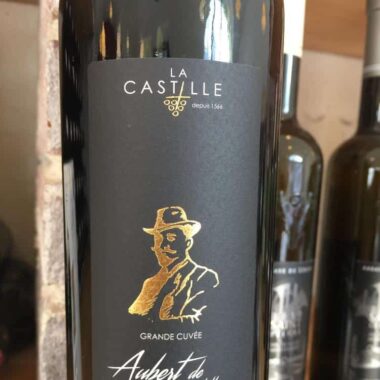 LA
CASTILLE
depuis 1566
GRANDE CUVÉE
Aubert de